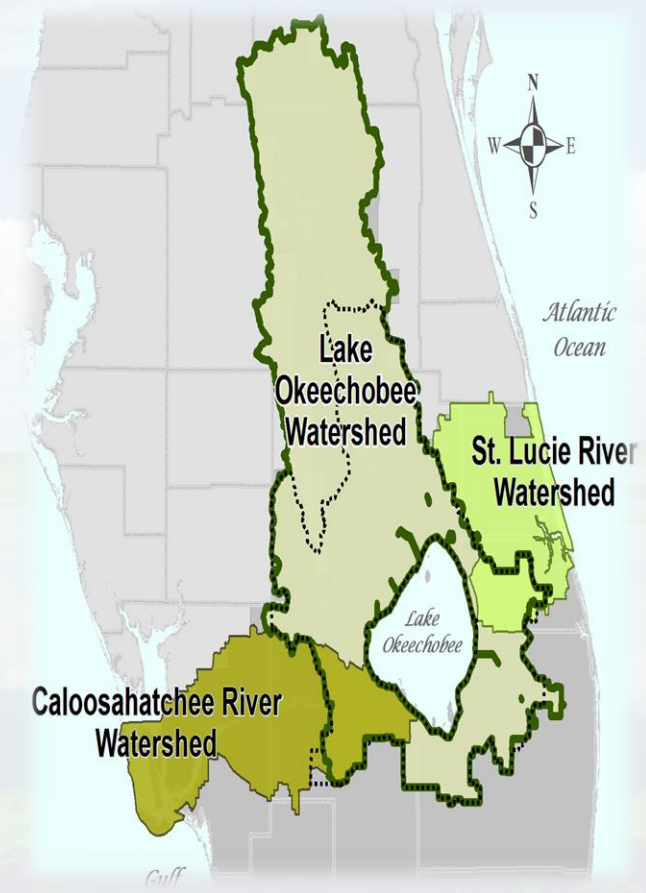 N
W E
S
Atlantic
Ocean
Lake
Okeechobee
Watershed
St. Lucie River
Watershed
Lake
Okeechobee
Caloosahatchee River
Watershed
Gulf